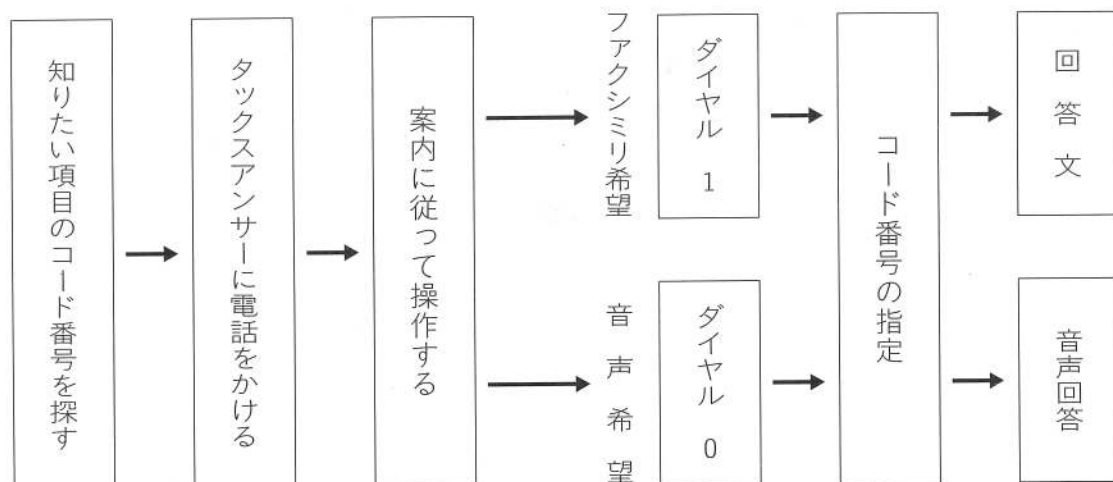 知りたい項目のコード番号を探す
タックスアンサーに電話をかける
案内に従って操作する
ファクシミリ希望
ダイヤル 1
音声希望
ダイヤル 0
コード番号の指定
回答文
音声回答